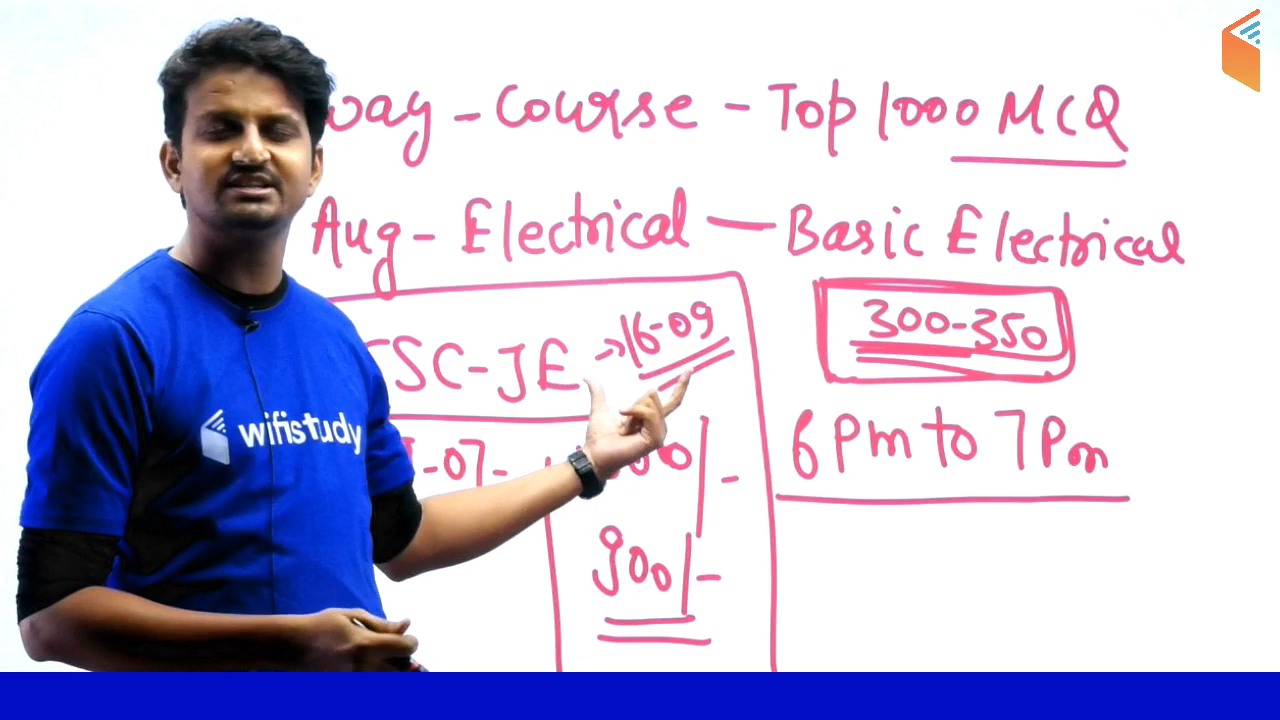 way - Course - Top 1000 MCQ
Aug - Electrical — Basic Electrical
SSC-JE → 16-09
300-350
wifistudy
-07-
6 Pm to 7 Pm
900/-